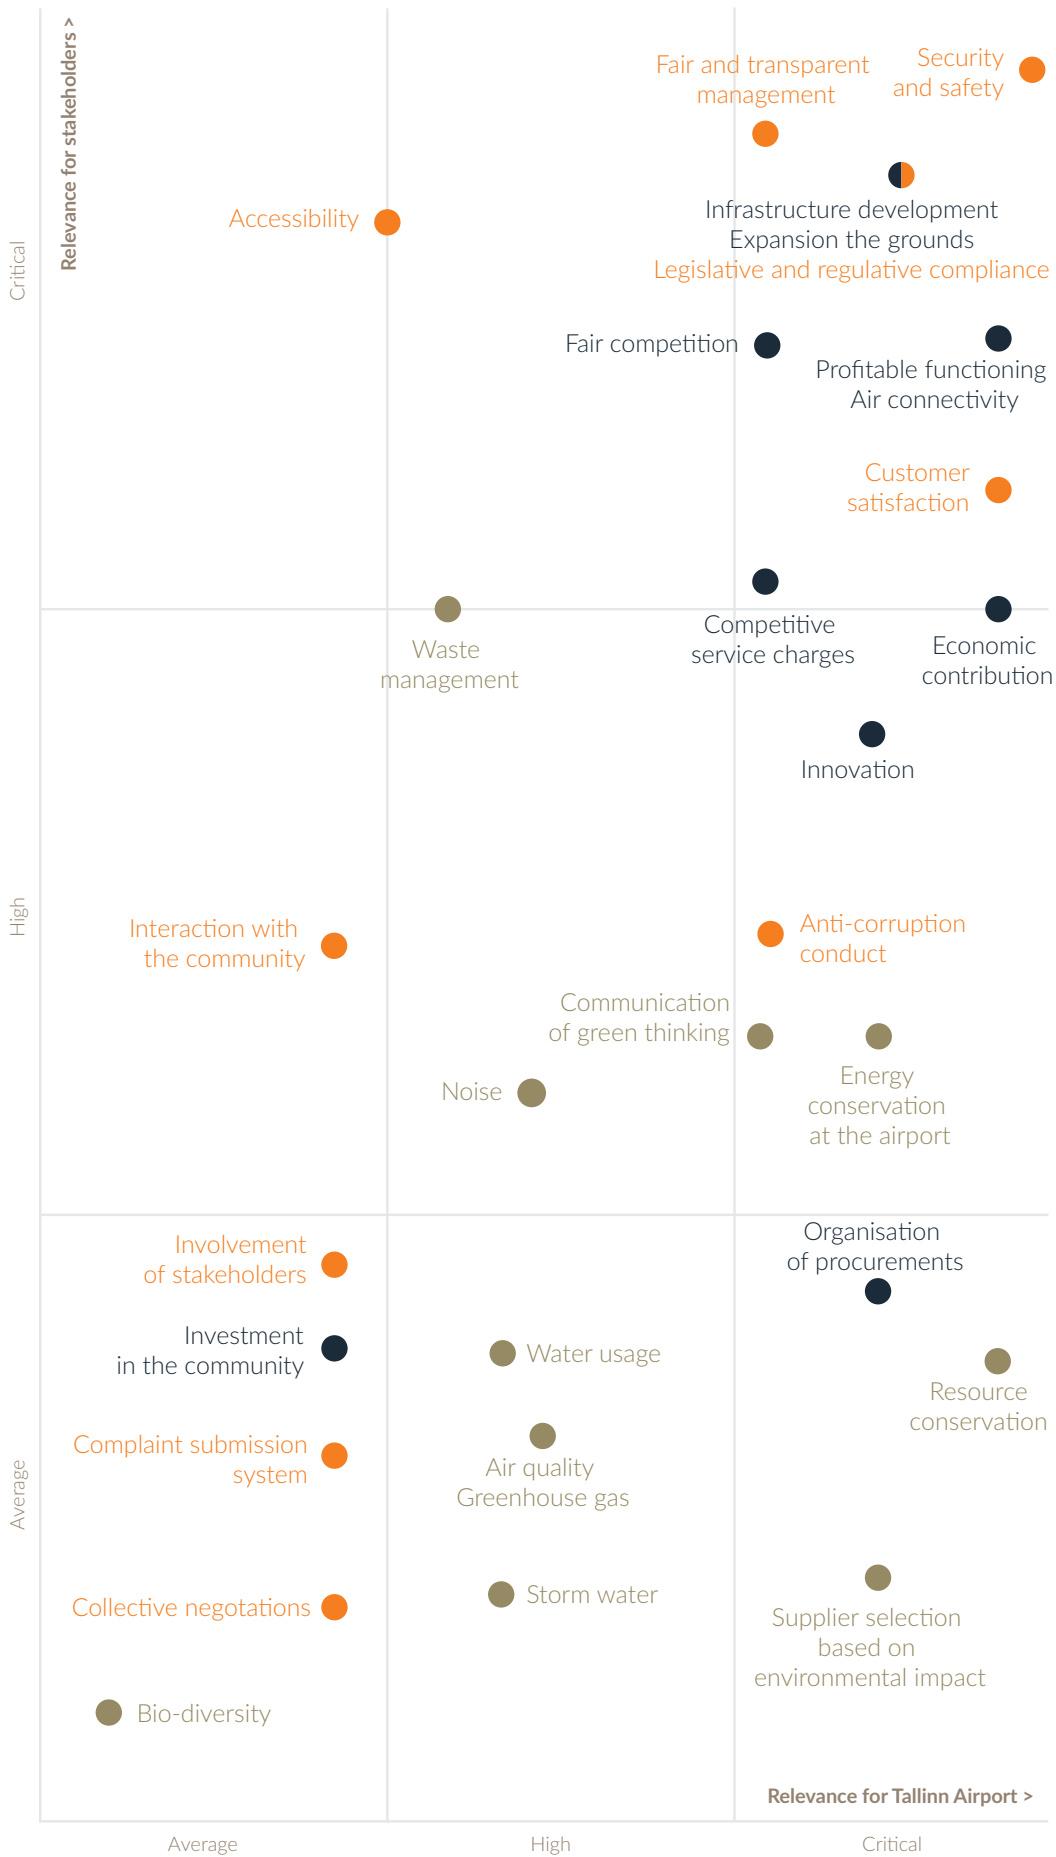 Relevance for stakeholders >
Critical
High
Average
Fair and transparent
management
Security
and safety
Accessibility
Infrastructure development
Expansion the grounds
Legislative and regulative compliance
Fair competition
Profitable functioning
Air connectivity
Customer
satisfaction
Waste
management
Competitive
service charges
Economic
contribution
Innovation
Interaction with
the community
Anti-corruption
conduct
Communication
of green thinking
Noise
Energy
conservation
at the airport
Involvement
of stakeholders
Organisation
of procurements
Investment
in the community
Water usage
Resource
conservation
Complaint submission
system
Air quality
Greenhouse gas
Collective negotations
Storm water
Supplier selection
based on
environmental impact
Bio-diversity
Relevance for Tallinn Airport >
Average
High
Critical